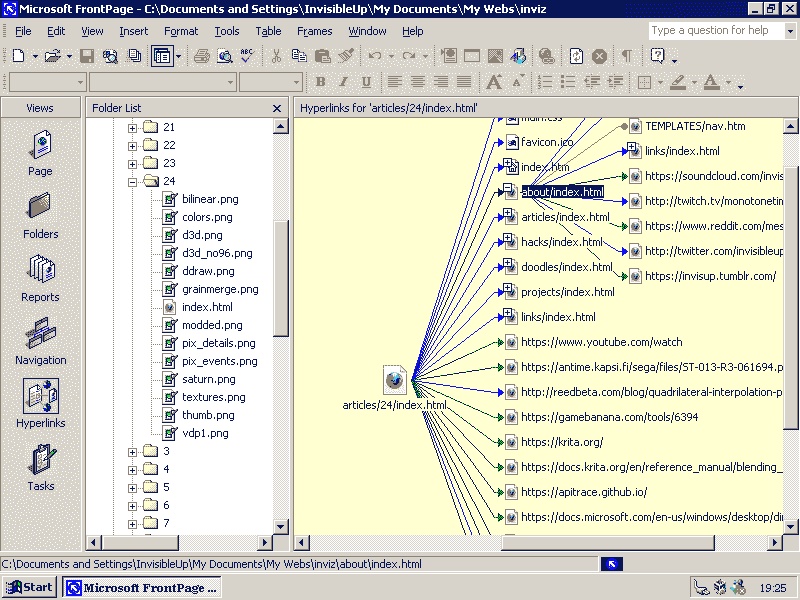 Microsoft FrontPage - C:\Documents and Settings\InvisibleUp\My Documents\My Webs\inviz
File Edit View Insert Format Tools Table Frames Window Help
Type a question for help
B I U
Views
Page
Folders
Reports
Navigation
Hyperlinks
Tasks
Folder List
21
22
23
24
bilinear.png
colors.png
d3d.png
d3d_no96.png
ddraw.png
grainmerge.png
index.html
modded.png
pix_details.png
pix_events.png
saturn.png
textures.png
thumb.png
vdp1.png
3
4
5
6
7
Hyperlinks for 'articles/24/index.html'
articles/24/index.html
main.css
favicon.ico
index.htm
about/index.html
articles/index.html
hacks/index.html
doodles/index.html
projects/index.html
links/index.html
https://www.youtube.com/watch
https://antime.kapsi.fi/sega/files/ST-013-R3-061694.p
http://reedbeta.com/blog/quadrilateral-interpolation-p
https://gamebanana.com/tools/6394
https://krita.org/
https://docs.krita.org/en/reference_manual/blending_
https://apitrace.github.io/
https://docs.microsoft.com/en-us/windows/desktop/di
TEMPLATES/nav.htm
links/index.html
https://soundcloud.com/invis
http://twitch.tv/monotonetim
https://www.reddit.com/mes
http://twitter.com/invisibleup
https://invisup.tumblr.com/
C:\Documents and Settings\InvisibleUp\My Documents\My Webs\inviz\about\index.html
Start
Microsoft FrontPage ...
19:25